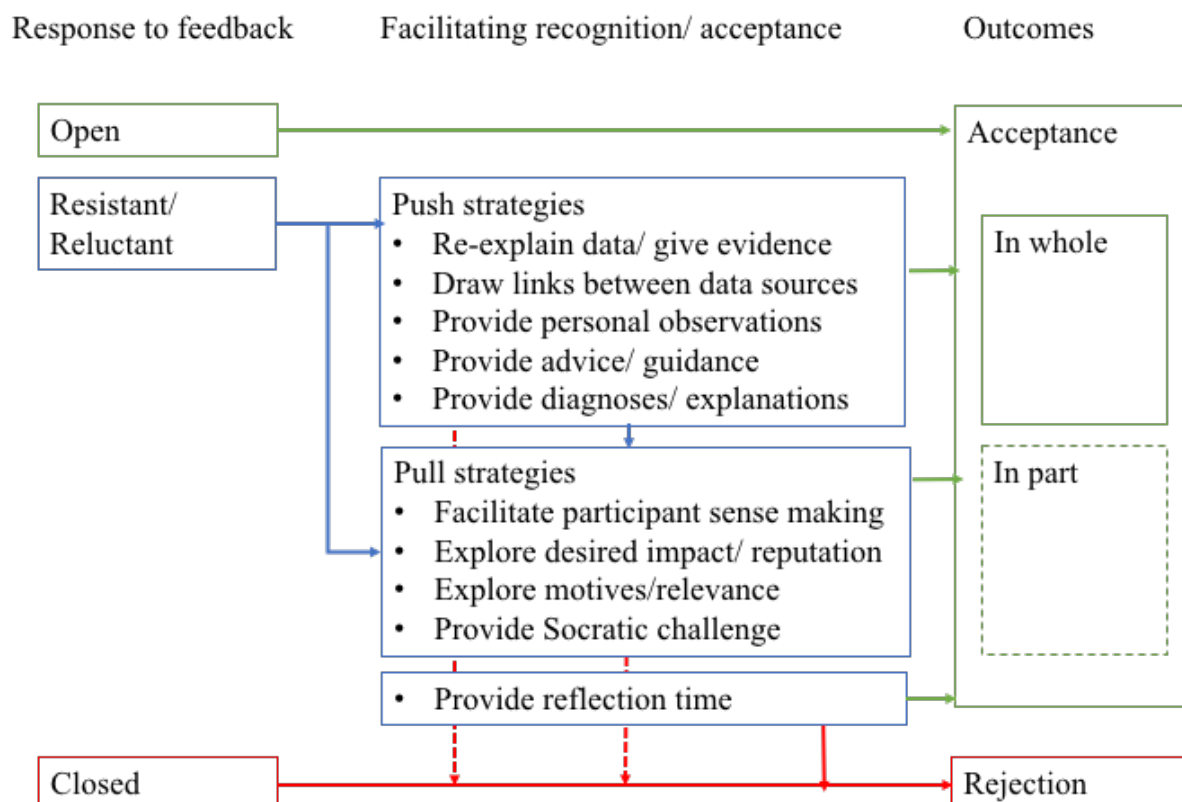 Response to feedback
Facilitating recognition/ acceptance
Outcomes
Open
Acceptance
Resistant/
Reluctant
Push strategies
• Re-explain data/ give evidence
• Draw links between data sources
• Provide personal observations
• Provide advice/ guidance
• Provide diagnoses/ explanations
In whole
Pull strategies
• Facilitate participant sense making
• Explore desired impact/ reputation
• Explore motives/relevance
• Provide Socratic challenge
In part
• Provide reflection time
Closed
Rejection